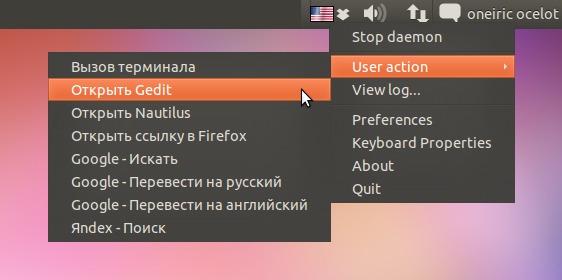 oneiric ocelot
Stop daemon
User action
View log...
Preferences
Keyboard Properties
About
Quit
Вызов терминала
Открыть Gedit
Открыть Nautilus
Открыть ссылку в Firefox
Google - Искать
Google - Перевести на русский
Google - Перевести на английский
Яndex - Поиск